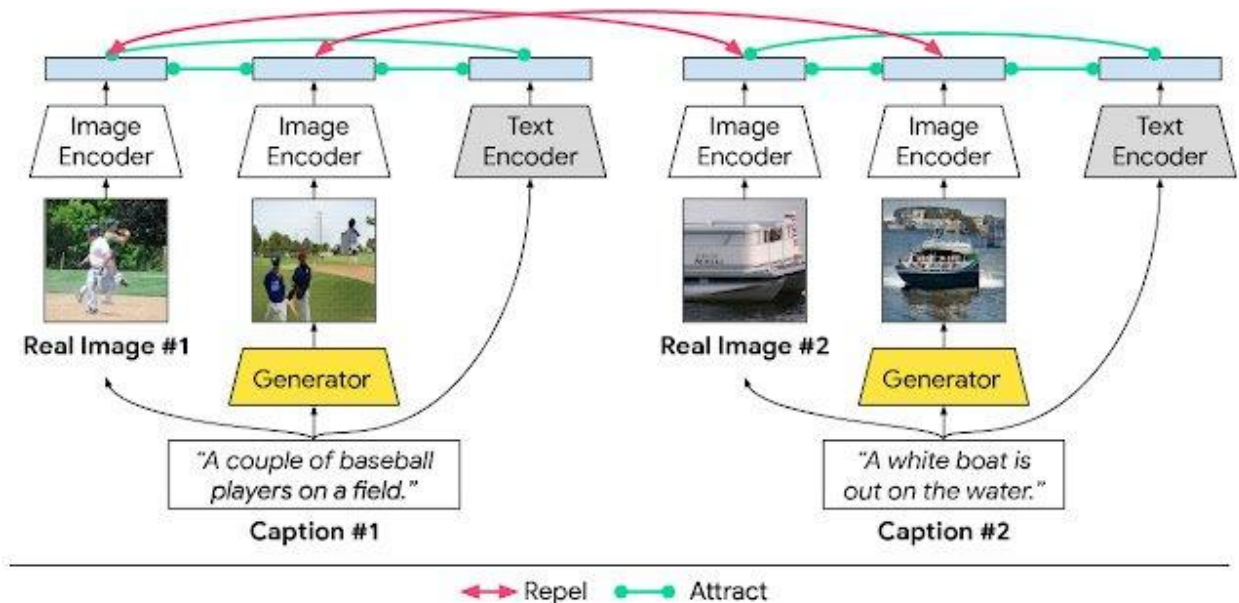 Image
Encoder
Image
Encoder
Text
Encoder
Image
Encoder
Image
Encoder
Text
Encoder
Real Image #1
Generator
Real Image #2
Generator
"A couple of baseball
players on a field."
Caption #1
"A white boat is
out on the water."
Caption #2
Repel
Attract